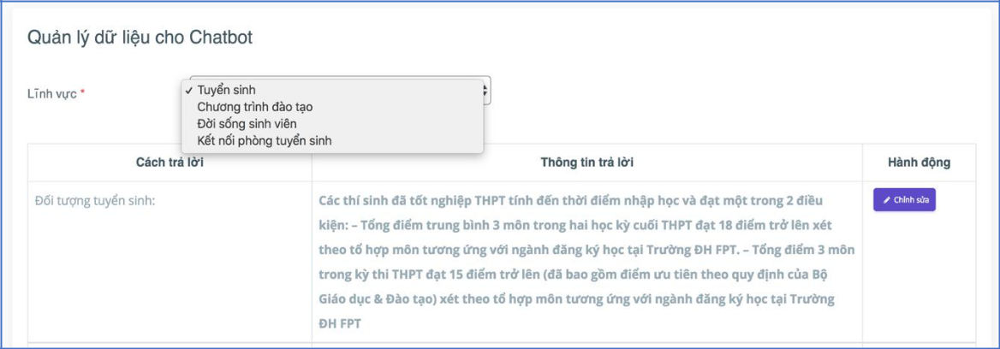 Quản lý dữ liệu cho Chatbot
Lĩnh vực *
✓ Tuyển sinh
Chương trình đào tạo
Đời sống sinh viên
Kết nối phòng tuyển sinh
Cách trả lời
Thông tin trả lời
Hành động
Đối tượng tuyển sinh:
Các thí sinh đã tốt nghiệp THPT tính đến thời điểm nhập học và đạt một trong 2 điều
kiện: – Tổng điểm trung bình 3 môn trong hai học kỳ cuối THPT đạt 18 điểm trở lên xét
theo tổ hợp môn tương ứng với ngành đăng ký học tại Trường ĐH FPT. – Tổng điểm 3 môn
trong kỳ thi THPT đạt 15 điểm trở lên (đã bao gồm điểm ưu tiên theo quy định của Bộ
Giáo dục & Đào tạo) xét theo tổ hợp môn tương ứng với ngành đăng ký học tại Trường
ĐH FPT
Chỉnh sửa